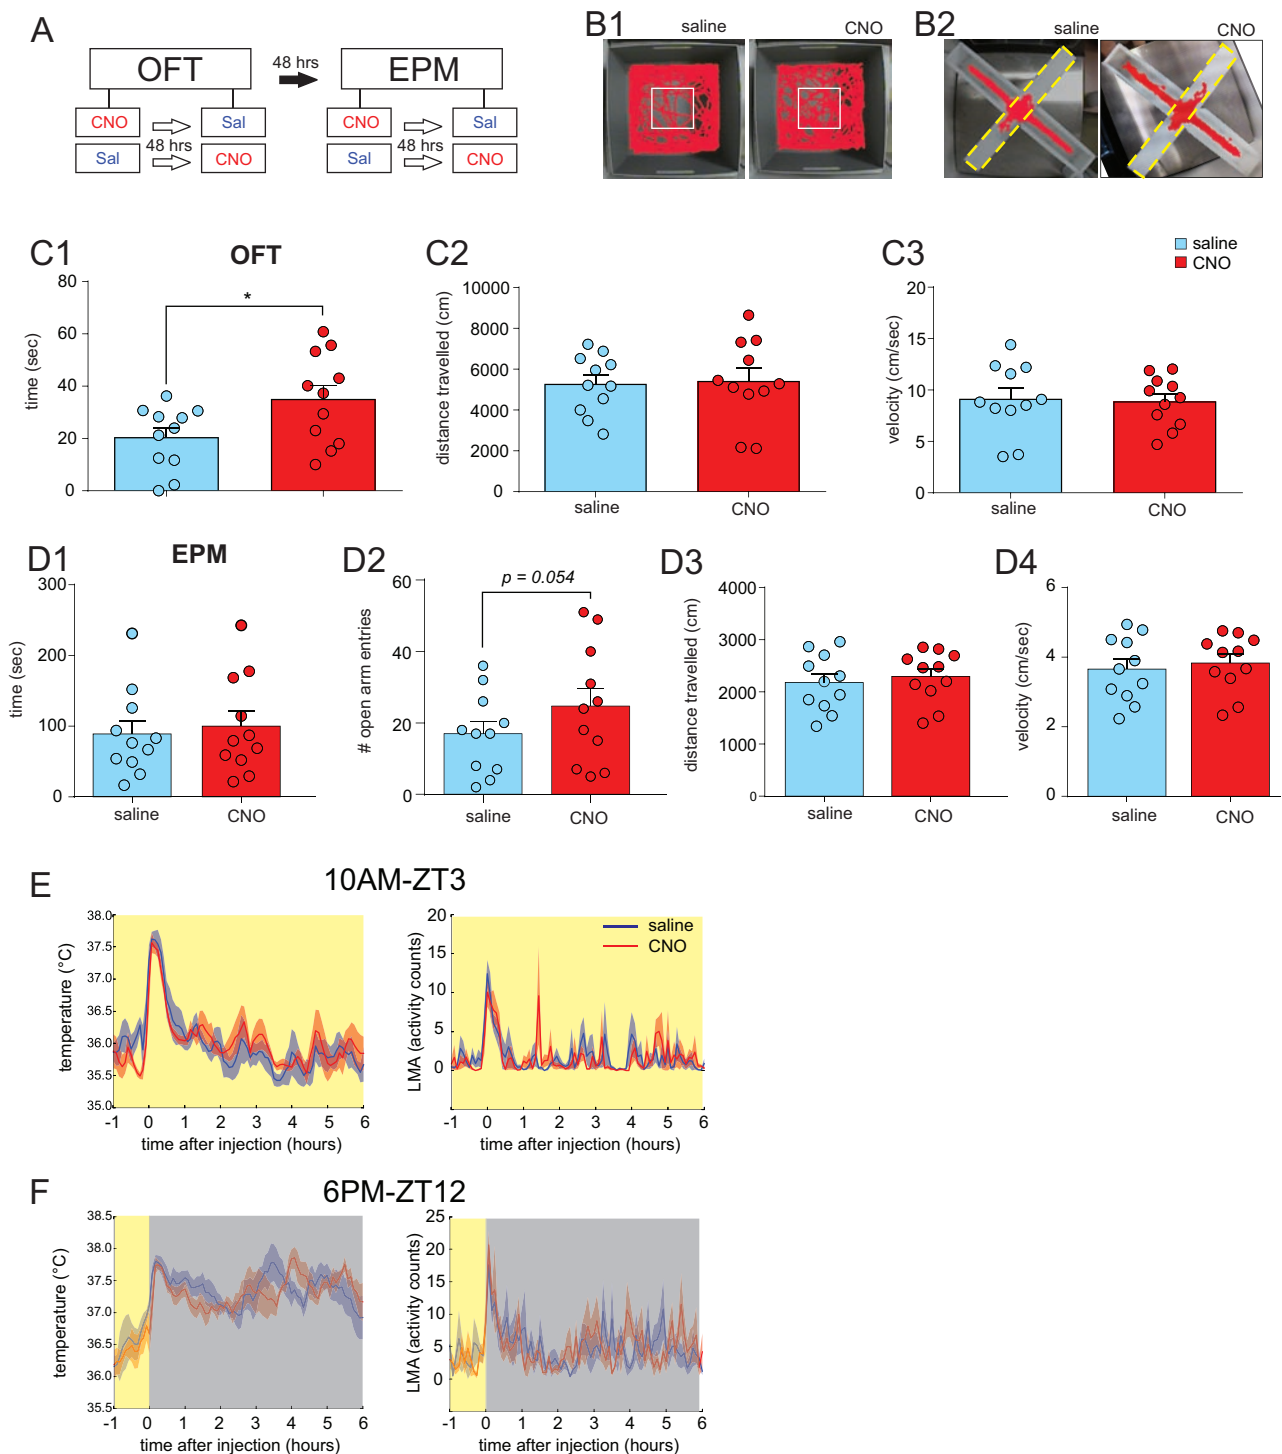 A
OFT
48 hrs
EPM
CNO
Sal
Sal
48 hrs
CNO
CNO
Sal
Sal
48 hrs
CNO
B1
saline
CNO
B2
saline
CNO
C1
OFT
time (sec)
80
60
40
20
0
*
C2
distance travelled (cm)
10000
8000
6000
4000
2000
0
saline
CNO
C3
saline
CNO
velocity (cm/sec)
20
15
10
5
0
saline
CNO
D1
EPM
time (sec)
300
200
100
0
saline
CNO
D2
p = 0.054
# open arm entries
60
40
20
0
saline
CNO
D3
distance travelled (cm)
4000
3000
2000
1000
0
saline
CNO
D4
velocity (cm/sec)
6
4
2
0
saline
CNO
E
10AM-ZT3
temperature (°C)
38.0
37.5
37.0
36.5
36.0
35.5
35.0
-1 0 1 2 3 4 5 6
time after injection (hours)
LMA (activity counts)
20
15
10
5
0
saline
CNO
-1 0 1 2 3 4 5 6
time after injection (hours)
F
6PM-ZT12
temperature (°C)
38.5
38.0
37.5
37.0
36.5
36.0
35.5
-1 0 1 2 3 4 5 6
time after injection (hours)
LMA (activity counts)
25
20
15
10
5
0
-1 0 1 2 3 4 5 6
time after injection (hours)